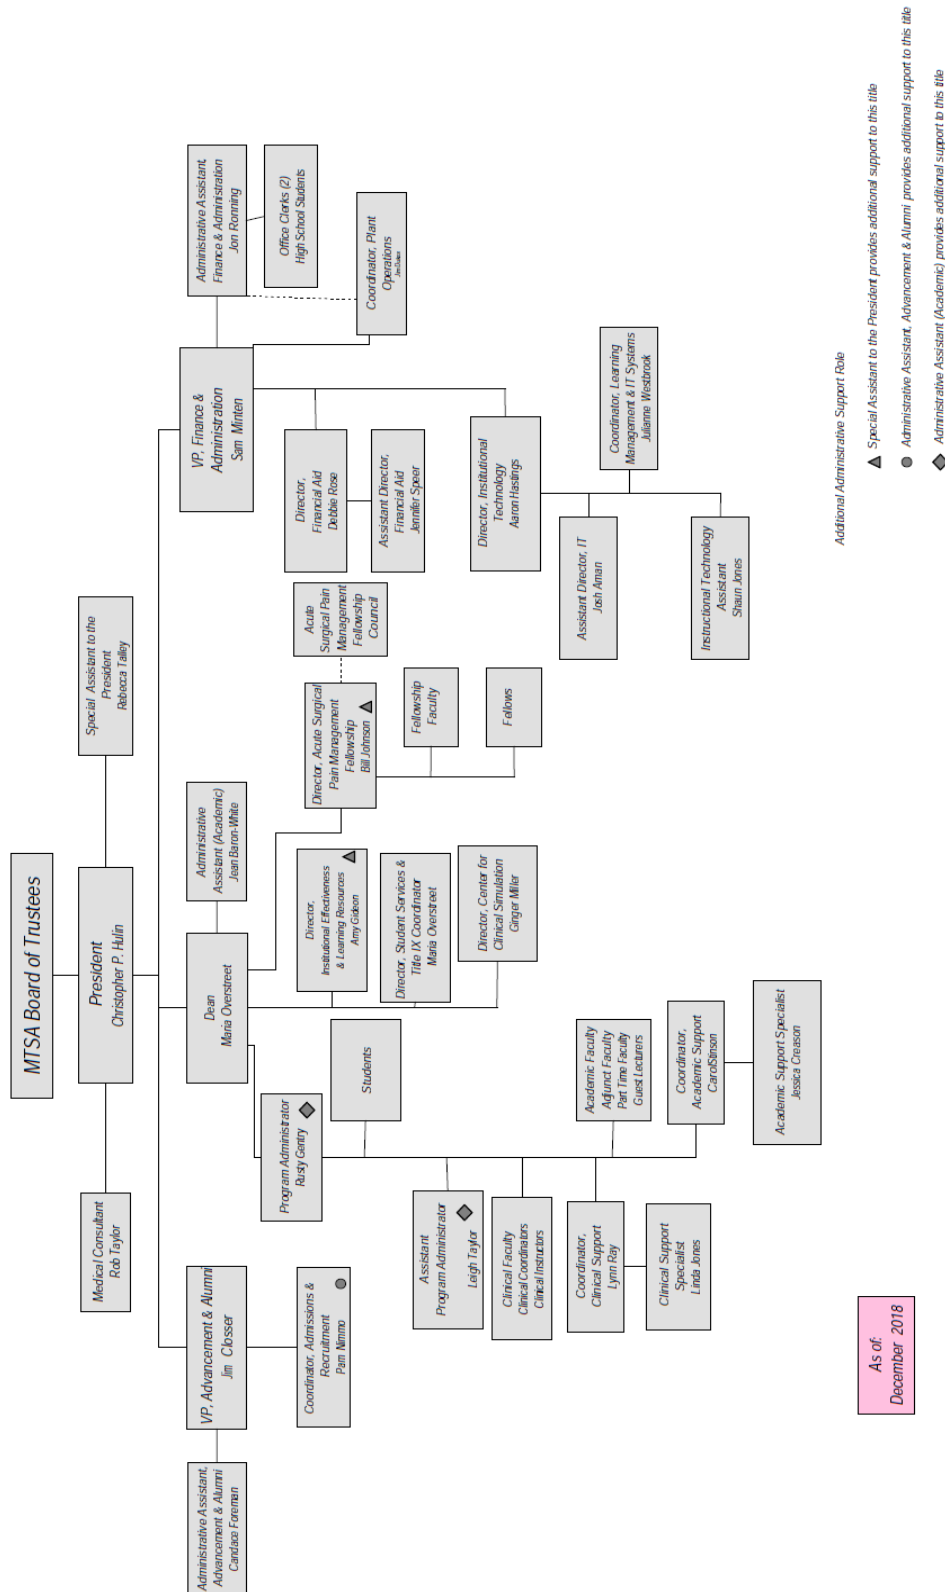 MTSA Board of Trustees
President
Christopher P. Hulin
Medical Consultant
Rob Taylor
Special Assistant to the
President
Rebecca Talley
VP, Advancement & Alumni
Jim Closser
Administrative Assistant,
Advancement & Alumni
Candace Foreman
Coordinator, Admissions &
Recruitment
Pam Nimmo
Dean
Maria Overstreet
Administrative
Assistant (Academic)
Jean Baron-White
Program Administrator
Rusty Gentry
Students
Assistant
Program Administrator
Leigh Taylor
Clinical Faculty
Clinical Coordinators
Clinical Instructors
Coordinator,
Clinical Support
Lynn Ray
Clinical Support
Specialist
Linda Jones
Academic Faculty
Adjunct Faculty
Part Time Faculty
Guest Lecturers
Coordinator,
Academic Support
Carol Stinson
Academic Support Specialist
Jessica Creason
Director,
Institutional Effectiveness
& Learning Resources
Amy Gideon
Director, Student Services &
Title IX Coordinator
Maria Overstreet
Director, Center for
Clinical Simulation
Ginger Miller
Director, Acute Surgical
Pain Management
Fellowship
Bill Johnson
Acute
Surgical Pain
Management
Fellowship
Council
Fellowship
Faculty
Fellows
VP, Finance &
Administration
Sam Minten
Administrative Assistant,
Finance & Administration
Jon Ronning
Office Clerks (2)
High School Students
Coordinator, Plant
Operations
Director,
Financial Aid
Debbie Rose
Assistant Director,
Financial Aid
Jennifer Speer
Director, Institutional
Technology
Aaron Hastings
Coordinator, Learning
Management & IT Systems
Julianne Westbrook
Assistant Director, IT
Josh Aman
Instructional Technology
Assistant
Shaun Jones
Additional Administrative Support Role
Special Assistant to the President provides additional support to this title
Administrative Assistant, Advancement & Alumni provides additional support to this title
Administrative Assistant (Academic) provides additional support to this title
As of:
December 2018